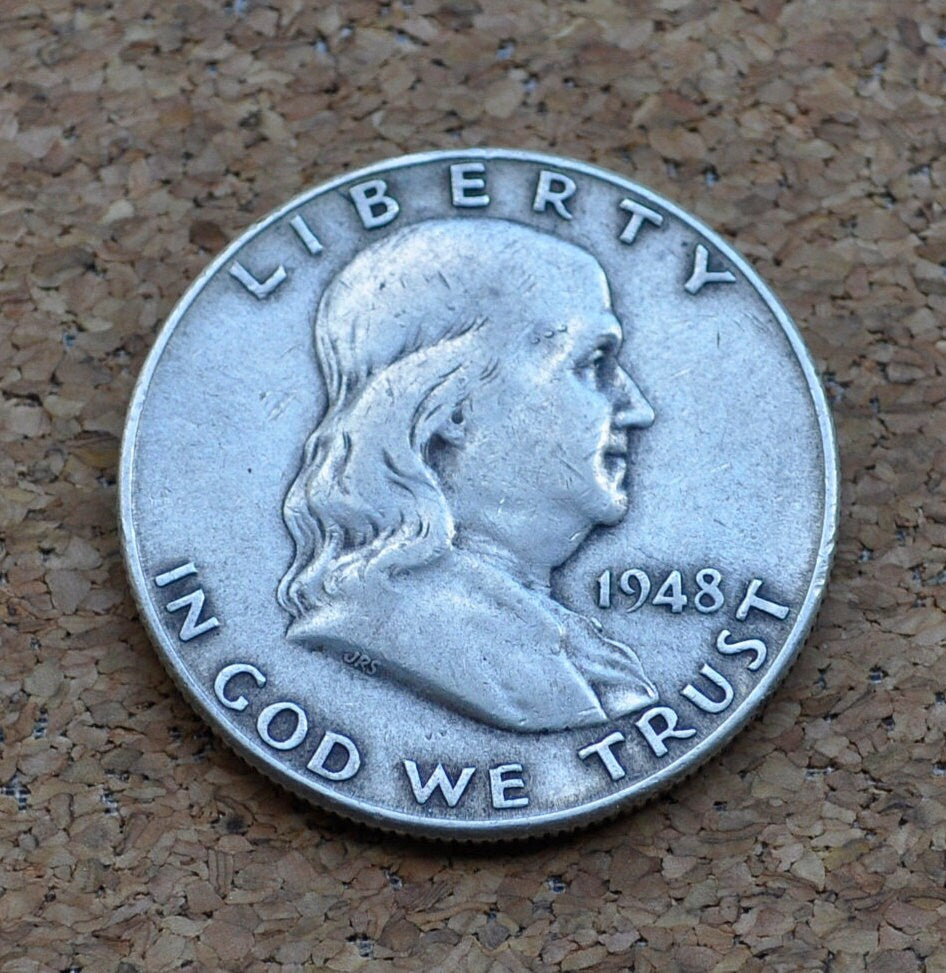 LIBERTY
1948
JRS
IN GOD WE TRUST